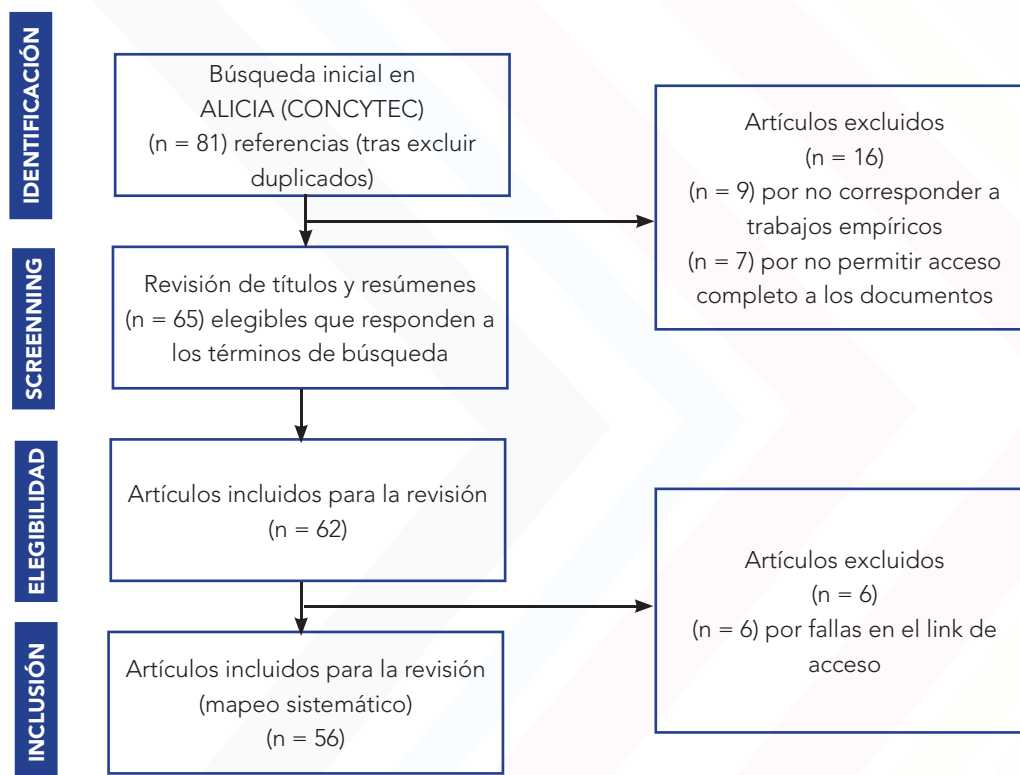 IDENTIFICACIÓN
Búsqueda inicial en
ALICIA (CONCYTEC)
(n = 81) referencias (tras excluir
duplicados)
Artículos excluidos
(n = 16)
(n = 9) por no corresponder a
trabajos empíricos
(n = 7) por no permitir acceso
completo a los documentos
SCREENNING
Revisión de títulos y resúmenes
(n = 65) elegibles que responden a
los términos de búsqueda
ELEGIBILIDAD
Artículos incluidos para la revisión
(n = 62)
Artículos excluidos
(n = 6)
(n = 6) por fallas en el link de
acceso
INCLUSIÓN
Artículos incluidos para la revisión
(mapeo sistemático)
n = 56)